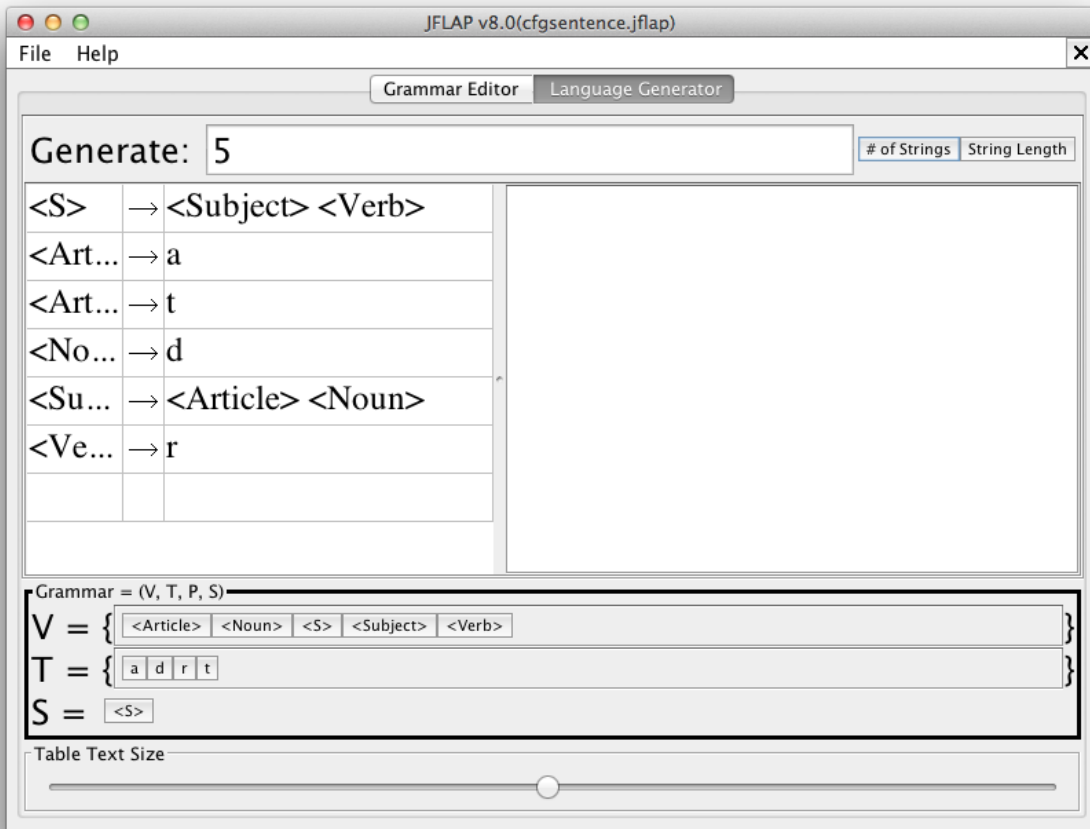 JFLAP v8.0(cfgsentence.jflap)
File Help
Grammar Editor Language Generator
Generate: 5 # of Strings String Length
<S> → <Subject> <Verb>
<Art... → a
<Art... → t
<No... → d
<Su... → <Article> <Noun>
<Ve... → r
Grammar = (V, T, P, S)
V = { <Article> <Noun> <S> <Subject> <Verb> }
T = { a d r t }
S = <S>
Table Text Size